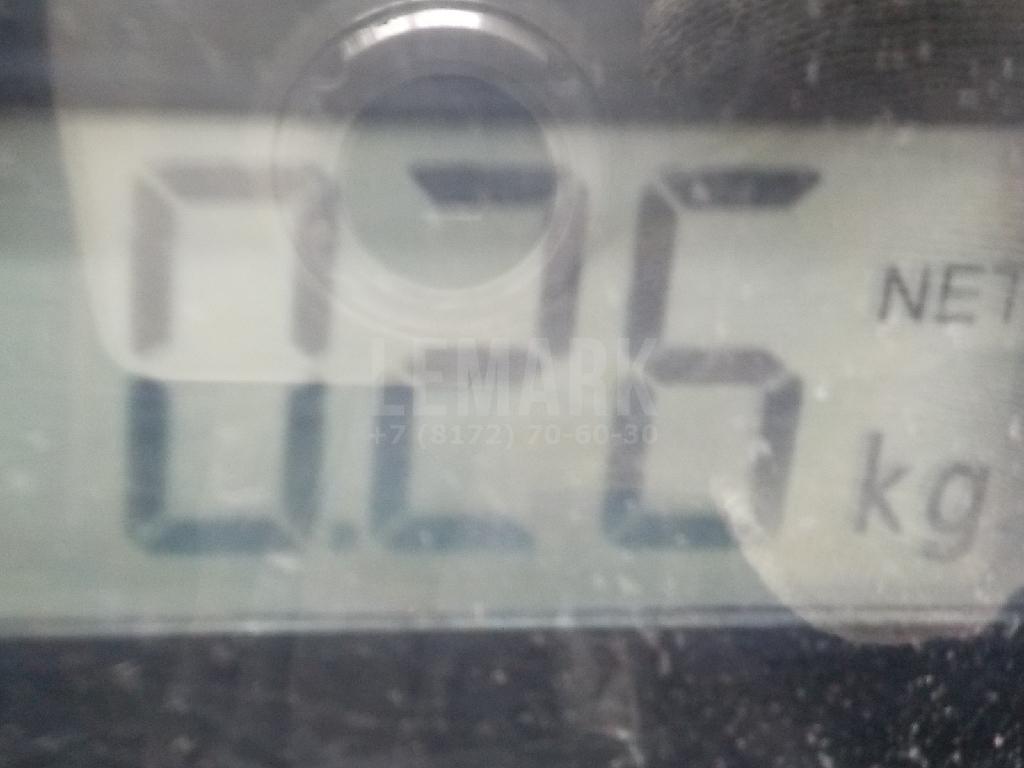 0.26
NET
kg
LEMARK
+7 (8172) 70-60-30